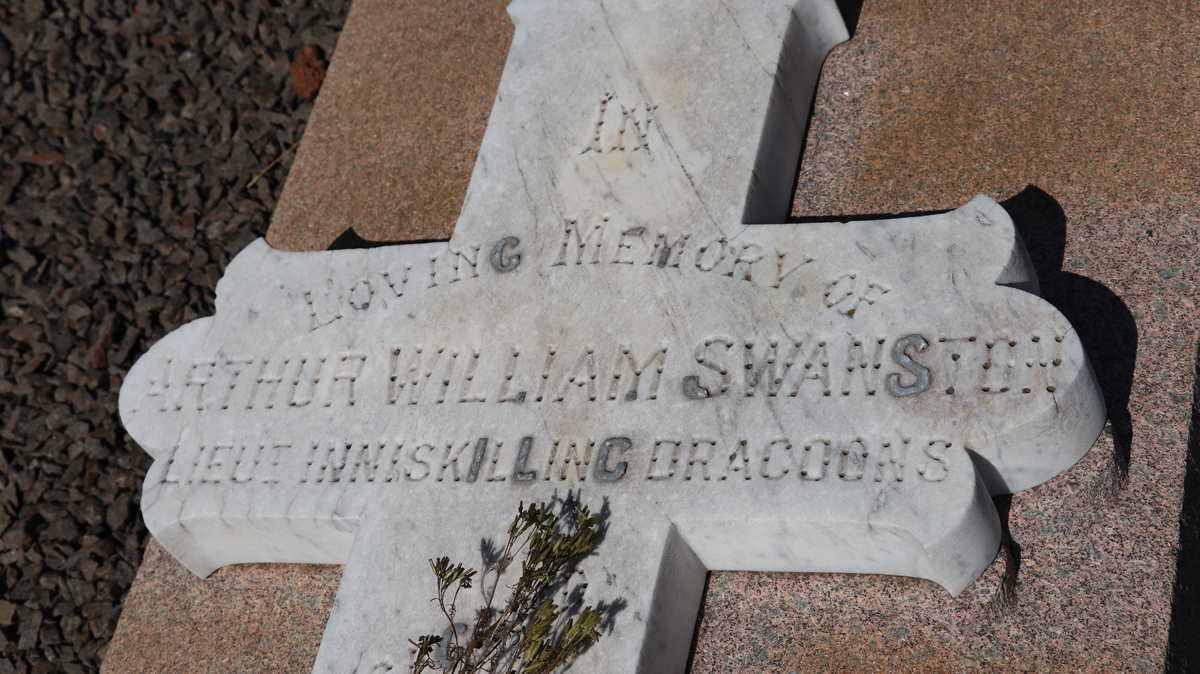 IN
LOVING MEMORY OF
ARTHUR WILLIAM SWANSTON
LIEUT INNISKILLING DRAGOONS